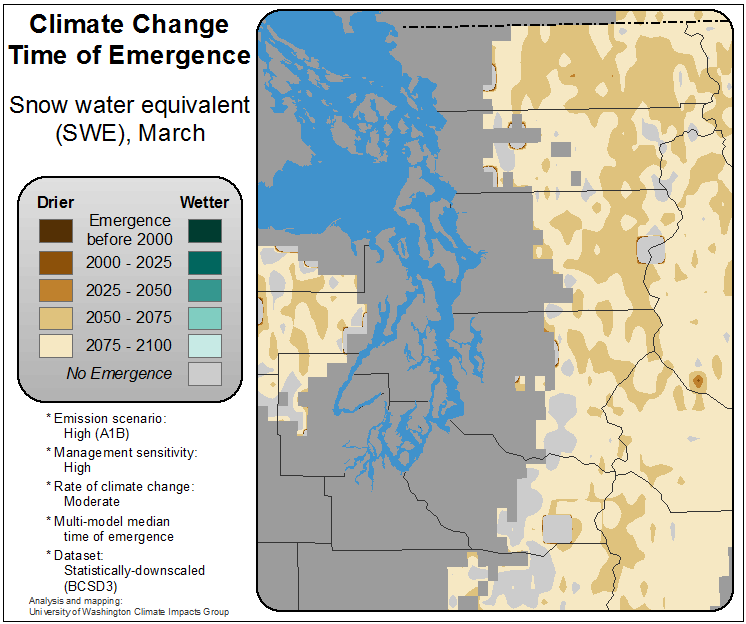 Climate Change
Time of Emergence
Snow water equivalent
(SWE), March
Drier Wetter
Emergence
before 2000
2000 - 2025
2025 - 2050
2050 - 2075
2075 - 2100
No Emergence
* Emission scenario:
High (A1B)
* Management sensitivity:
High
* Rate of climate change:
Moderate
* Multi-model median
time of emergence
* Dataset:
Statistically-downscaled
(BCSD3)
Analysis and mapping:
University of Washington Climate Impacts Group